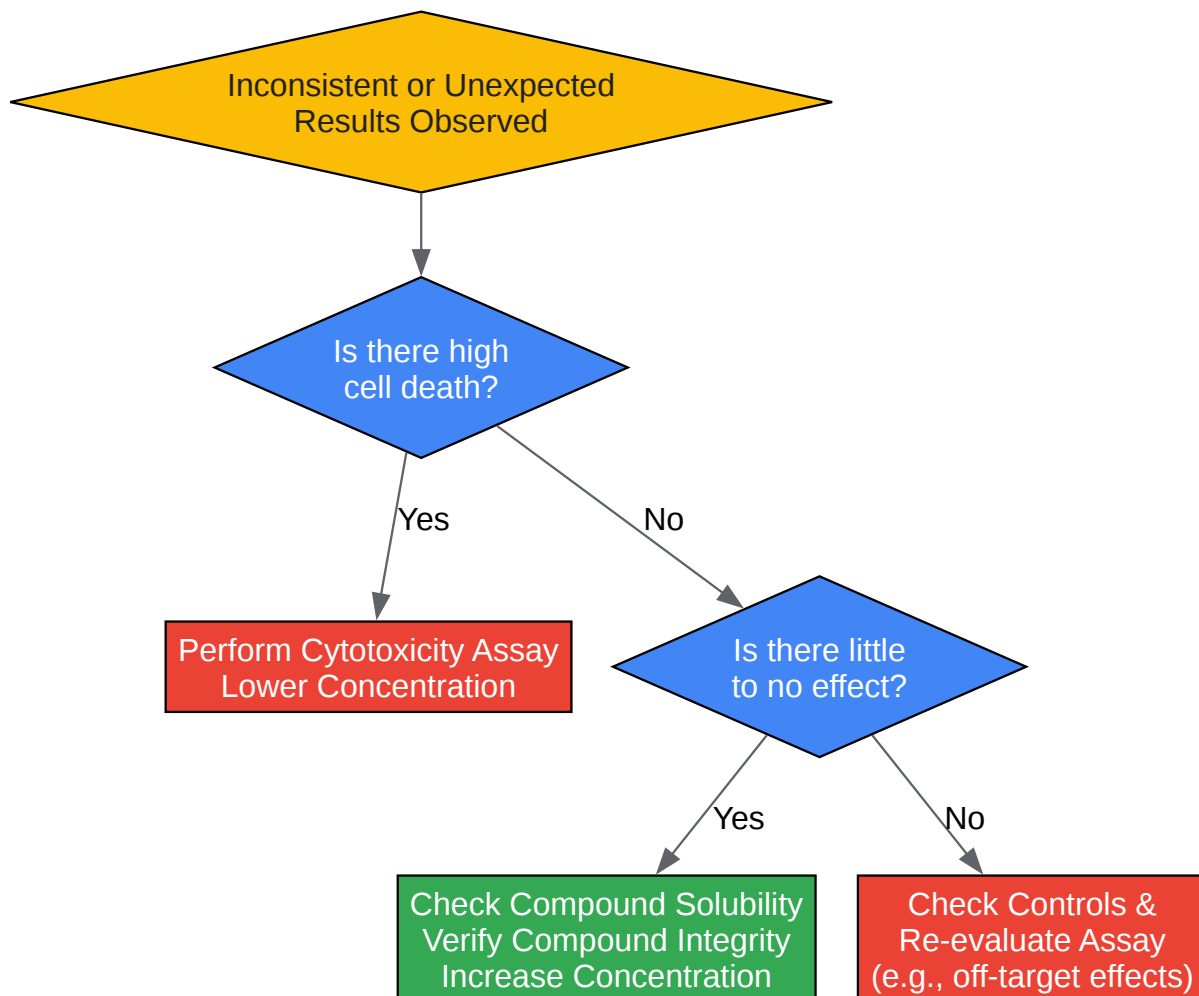 Inconsistent or Unexpected
Results Observed
Is there high
cell death?
Yes
No
Perform Cytotoxicity Assay
Lower Concentration
Is there little
to no effect?
Yes
No
Check Compound Solubility
Verify Compound Integrity
Increase Concentration
Check Controls &
Re-evaluate Assay
(e.g., off-target effects)